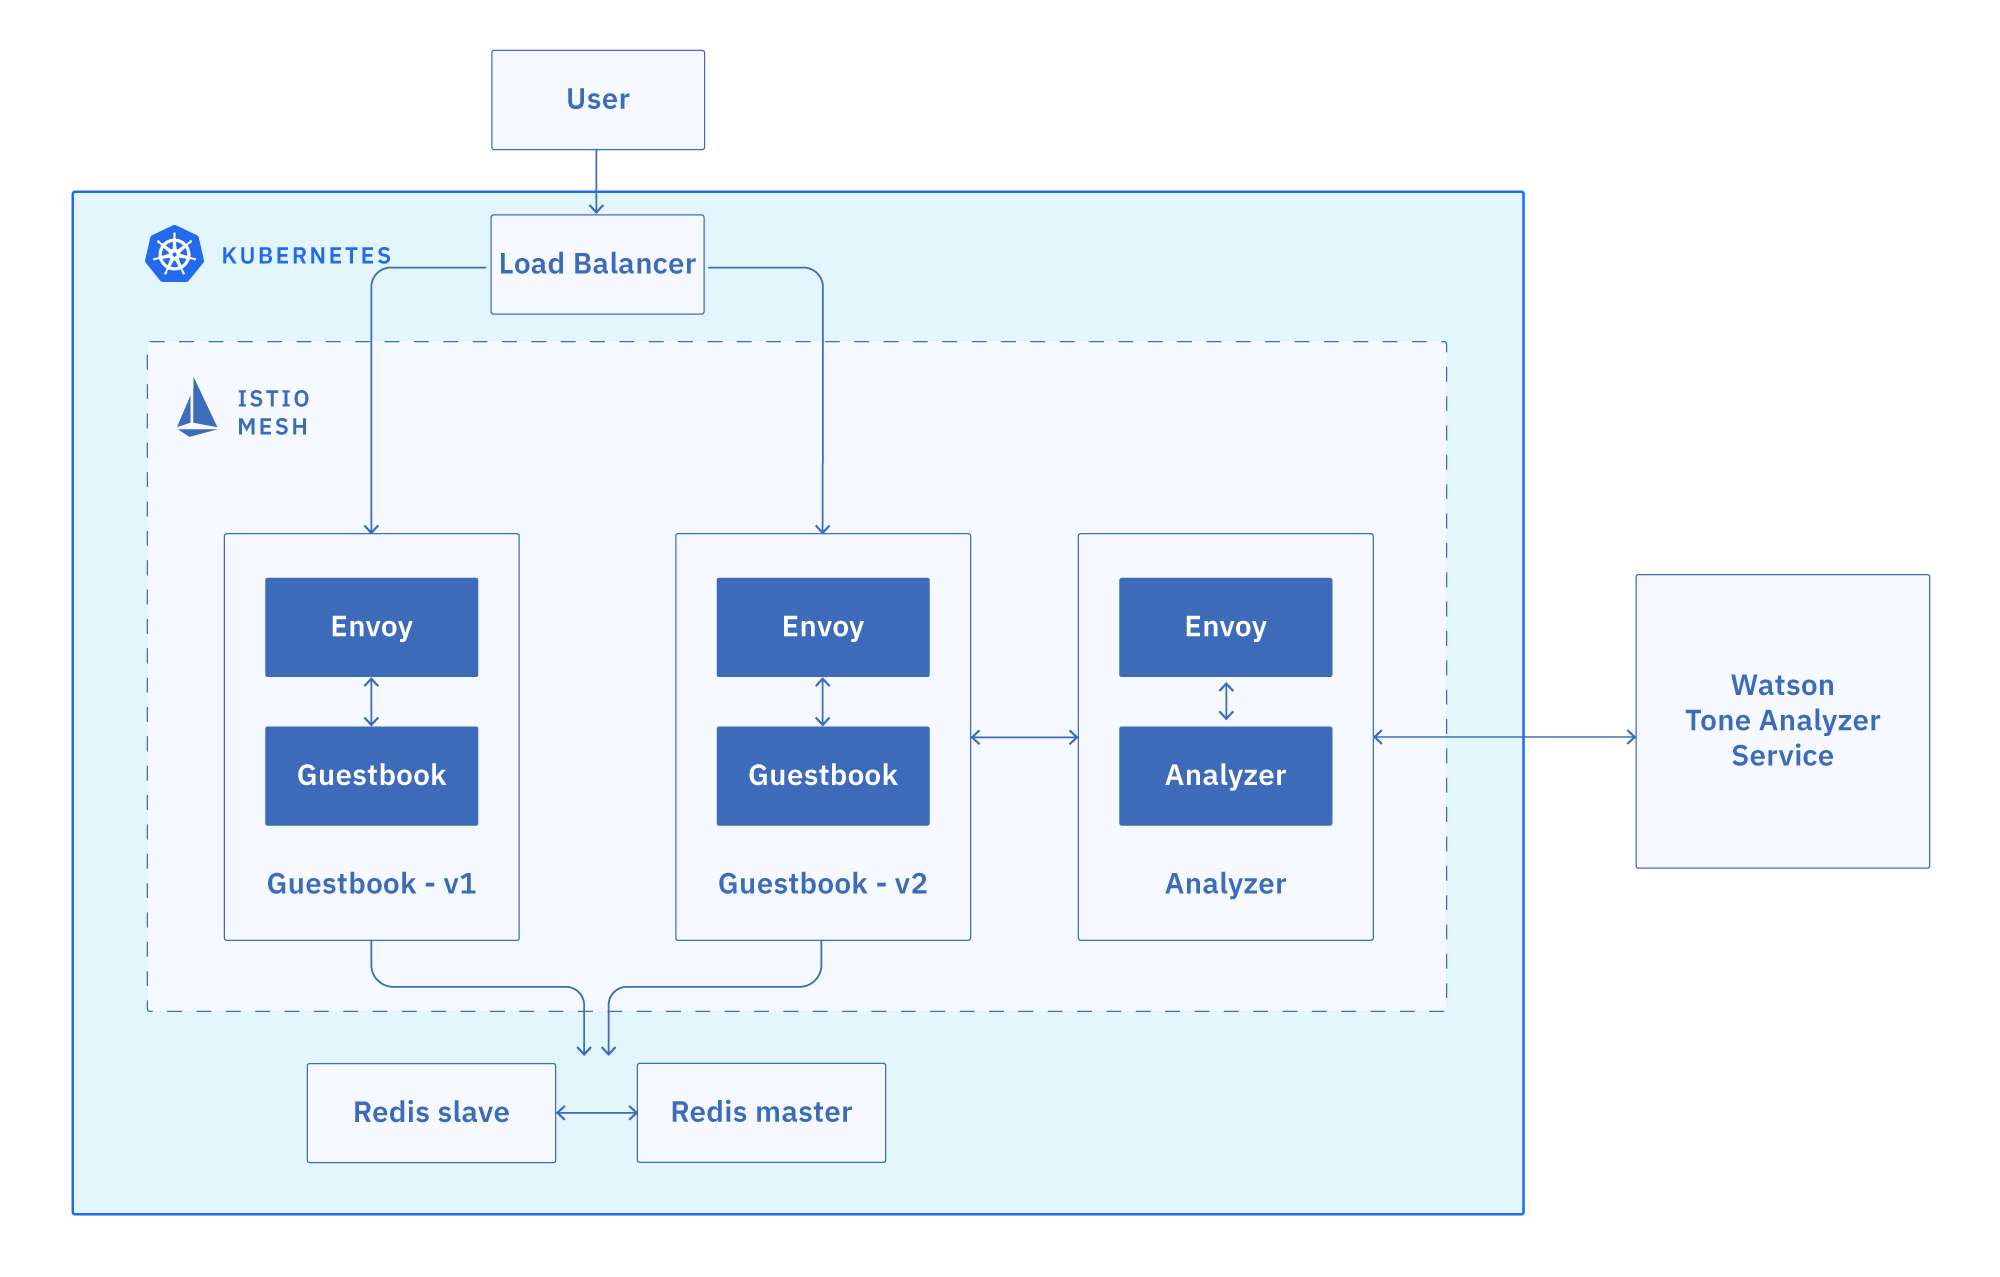 User
KUBERNETES
Load Balancer
ISTIO
MESH
Envoy
Guestbook
Guestbook - v1
Envoy
Guestbook
Guestbook - v2
Envoy
Analyzer
Analyzer
Watson
Tone Analyzer
Service
Redis slave
Redis master